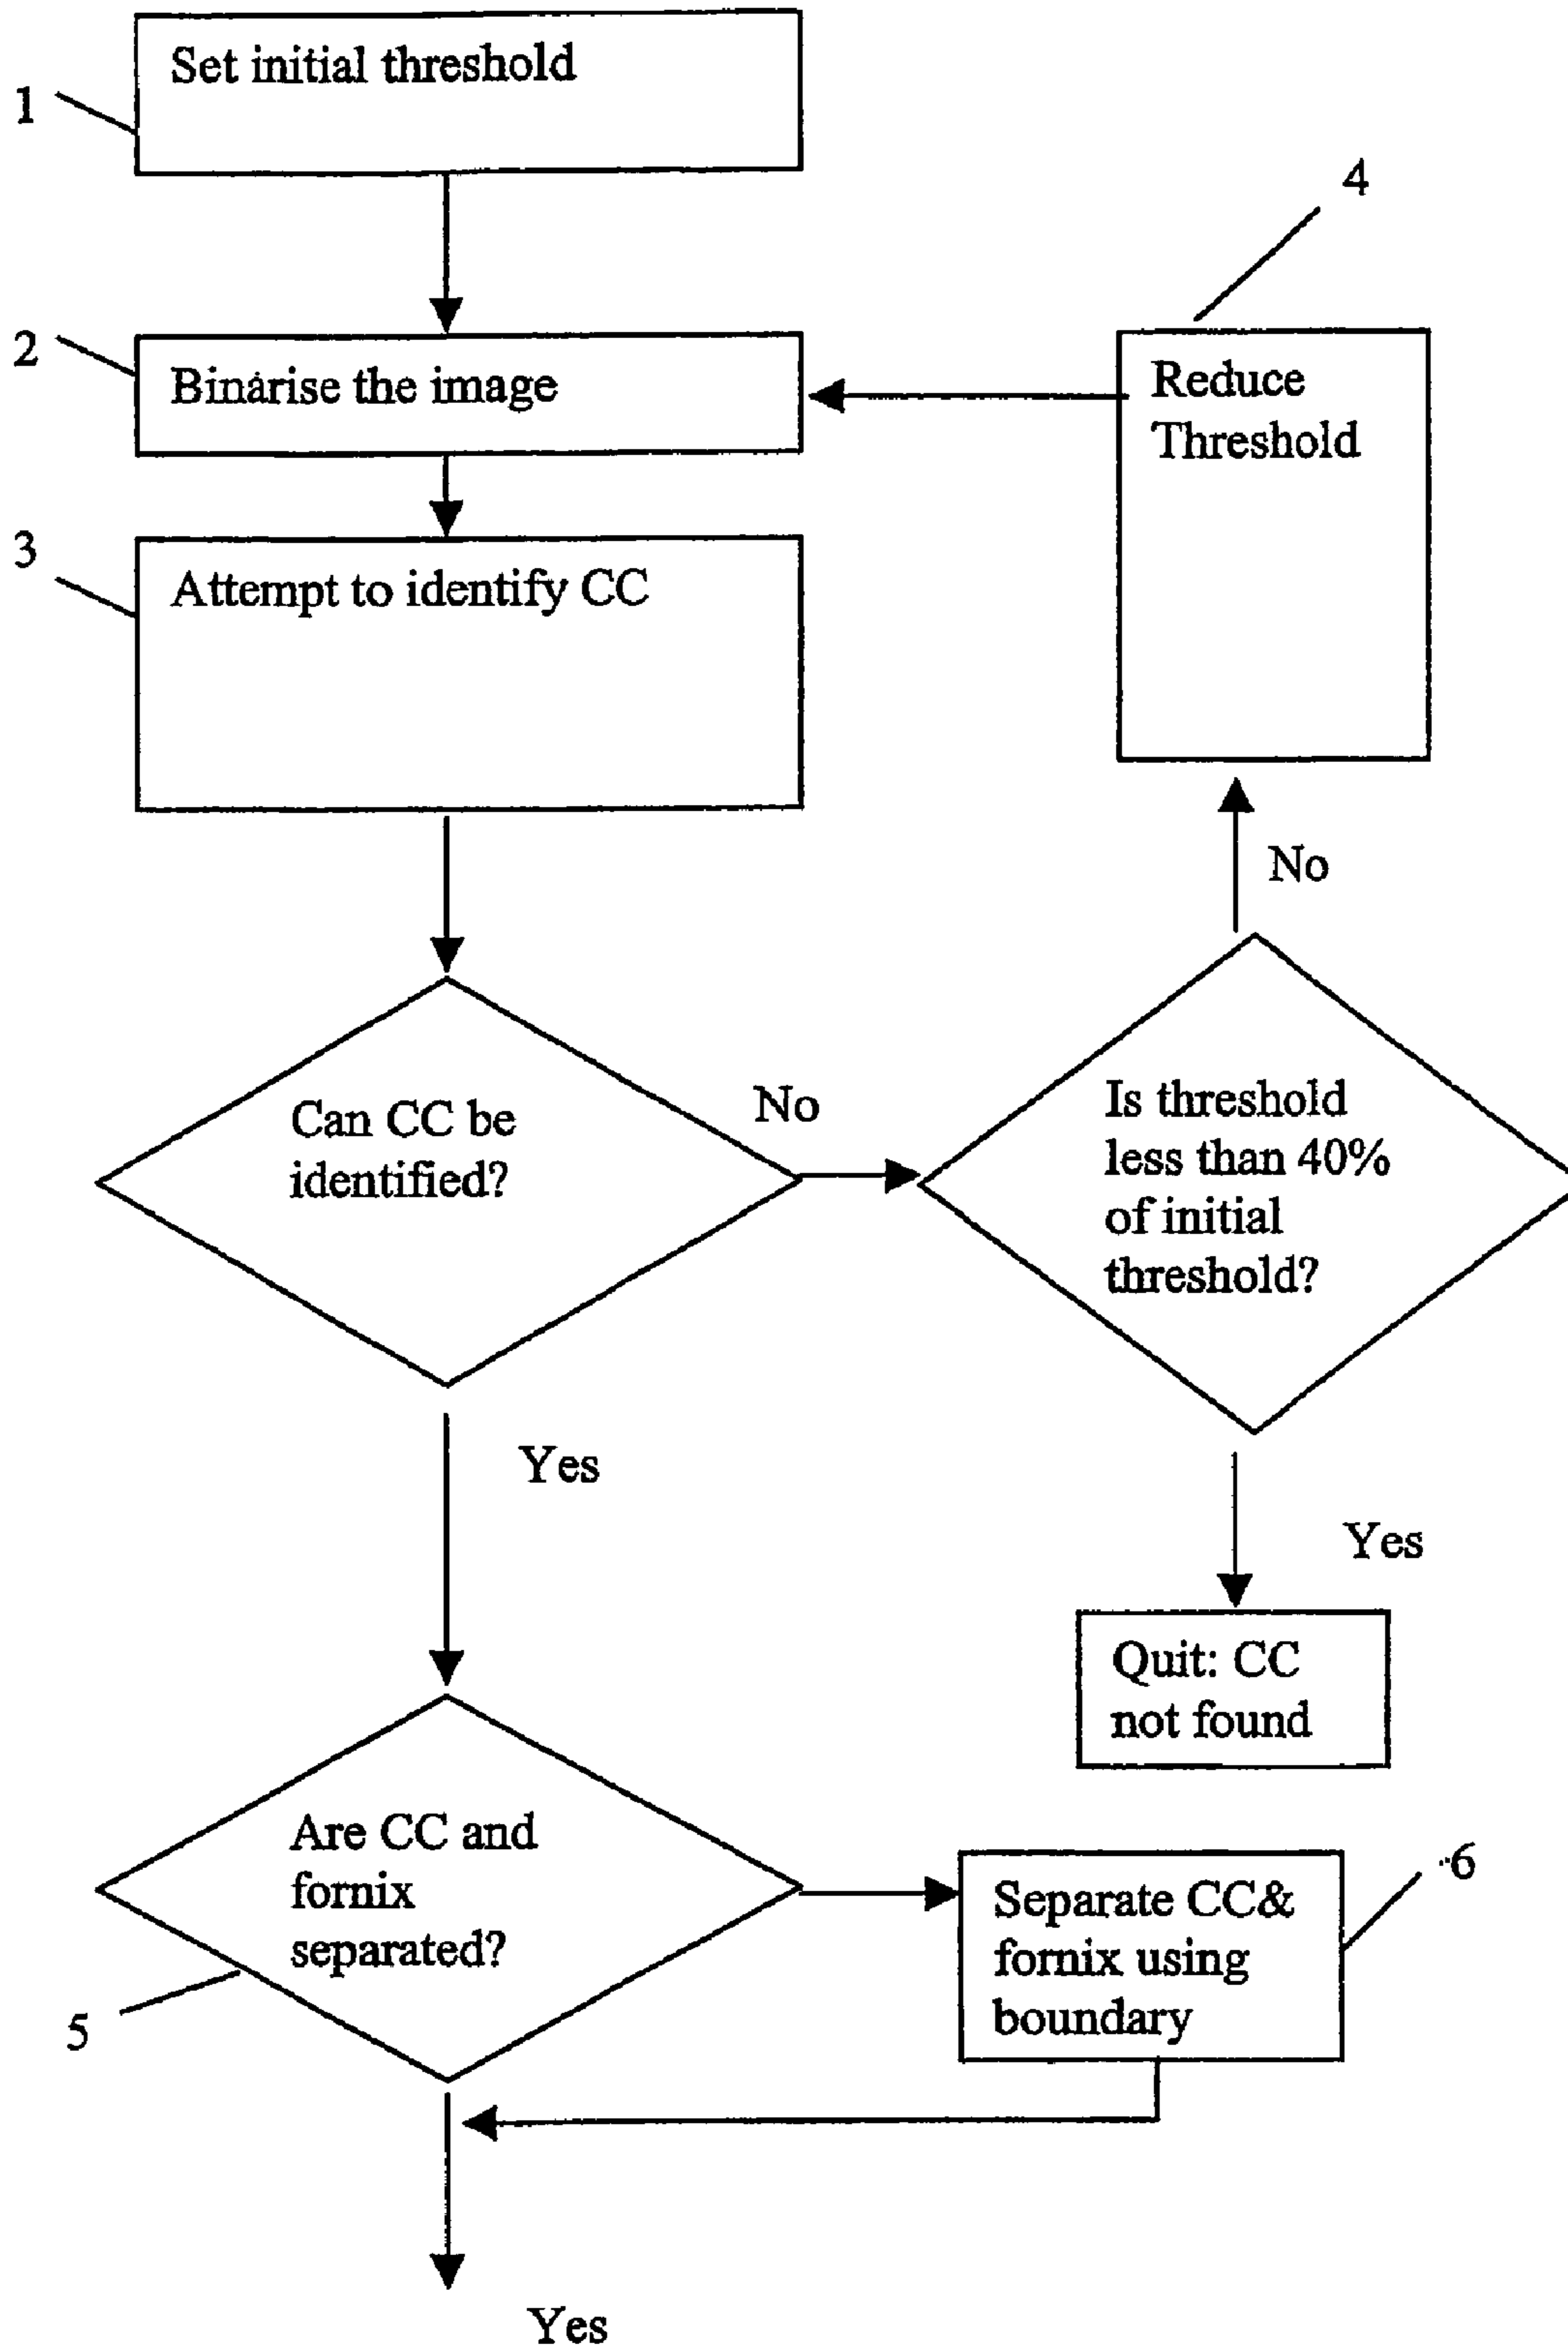 Set initial threshold
1
4
2
Binarise the image
Reduce
Threshold
3
Attempt to identify CC
No
Can CC be
identified?
No
Is threshold
less than 40%
of initial
threshold?
Yes
Yes
Quit: CC
not found
Are CC and
fornix
separated?
5
Separate CC&
fornix using
boundary
6
Yes